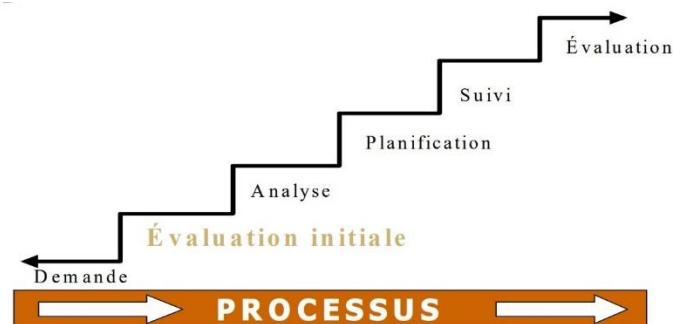 Évaluation
Suivi
Planification
Analyse
Évaluation initiale
Demande
PROCESSUS